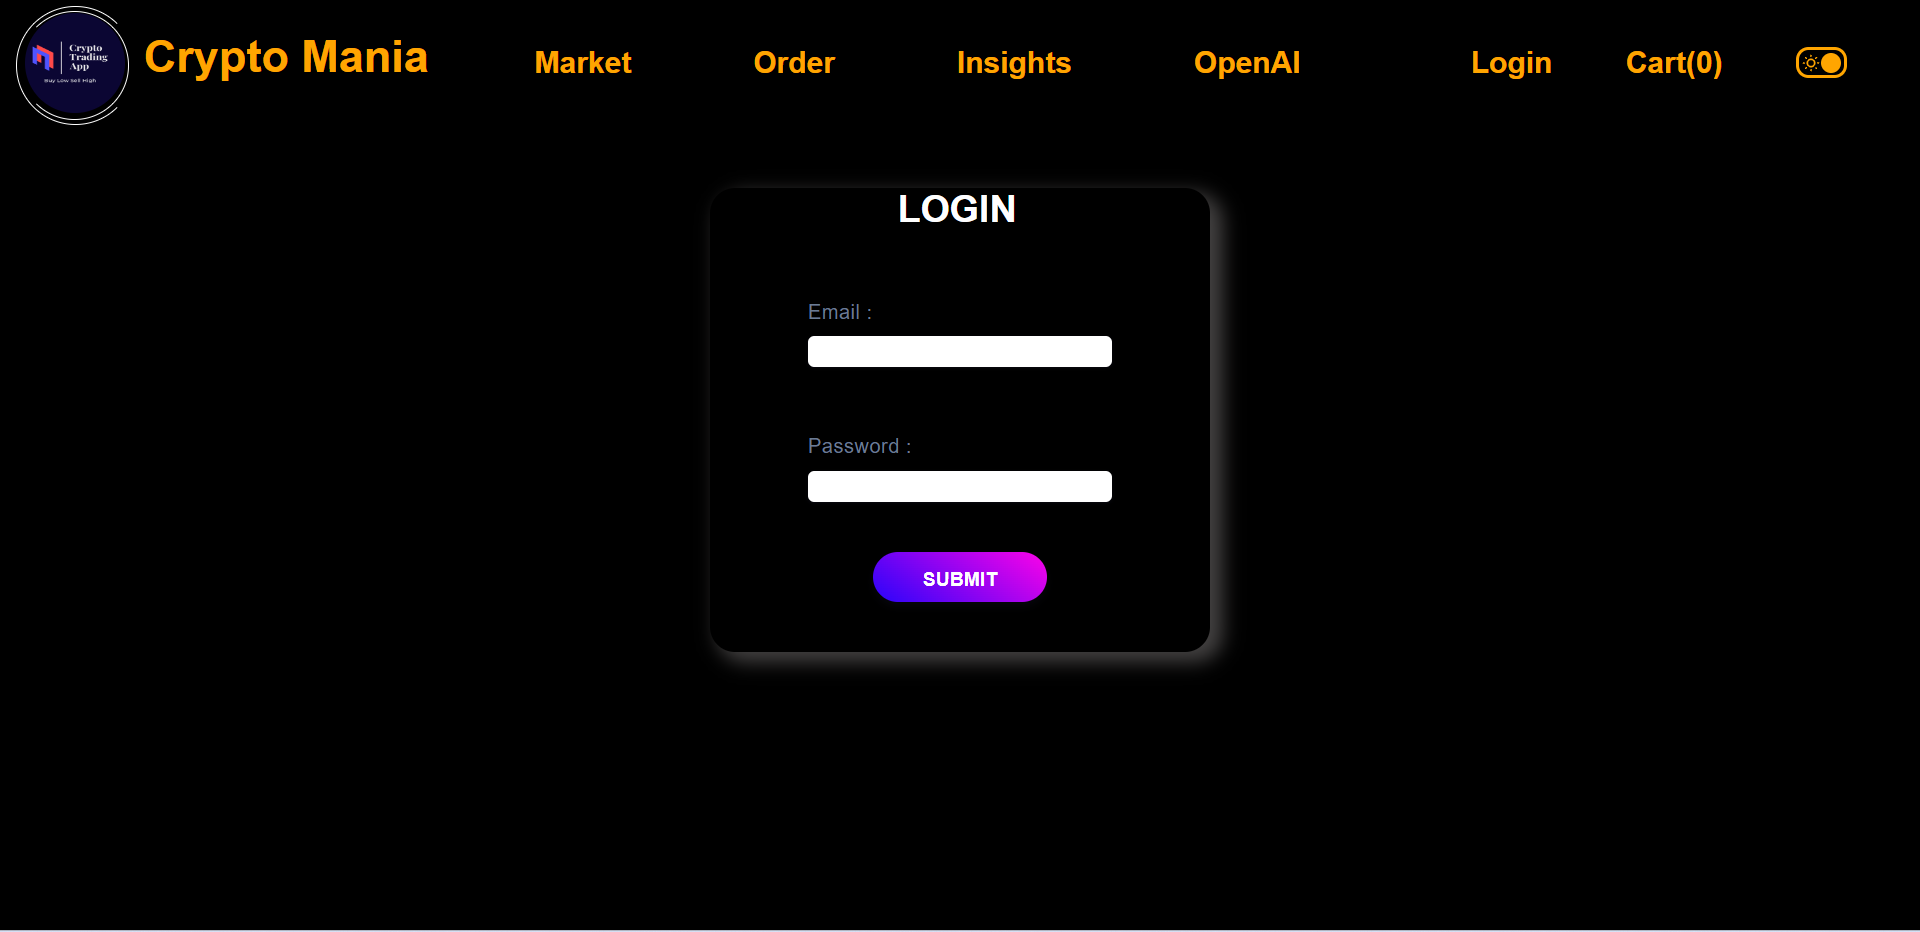 Crypto
Trading
App
Buy Low Sell High
Crypto Mania
Market
Order
Insights
OpenAI
Login
Cart(0)
LOGIN
Email :
Password :
SUBMIT